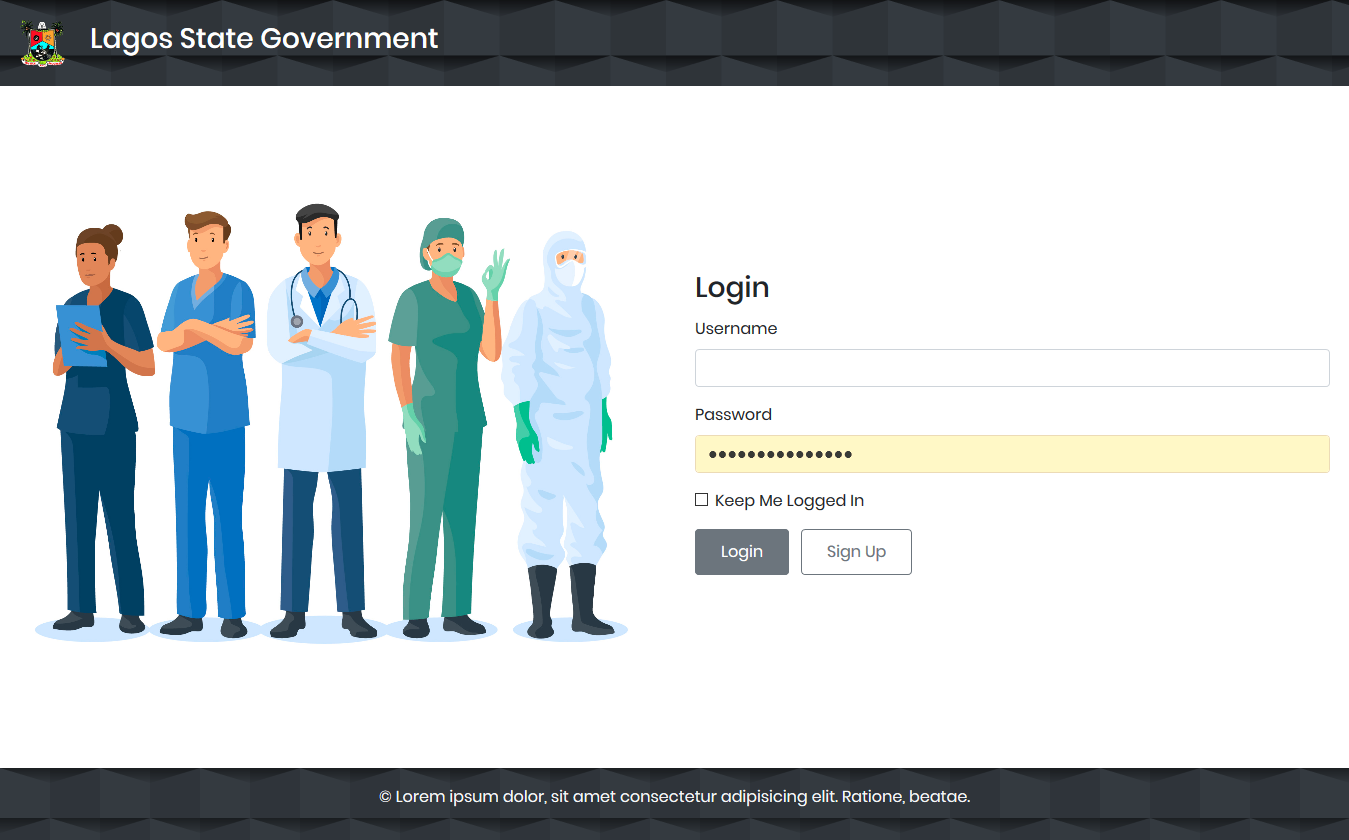 Lagos State Government
Login
Username
Password
•••••••••••••••
Keep Me Logged In
Login
Sign Up
© Lorem ipsum dolor, sit amet consectetur adipisicing elit. Ratione, beatae.